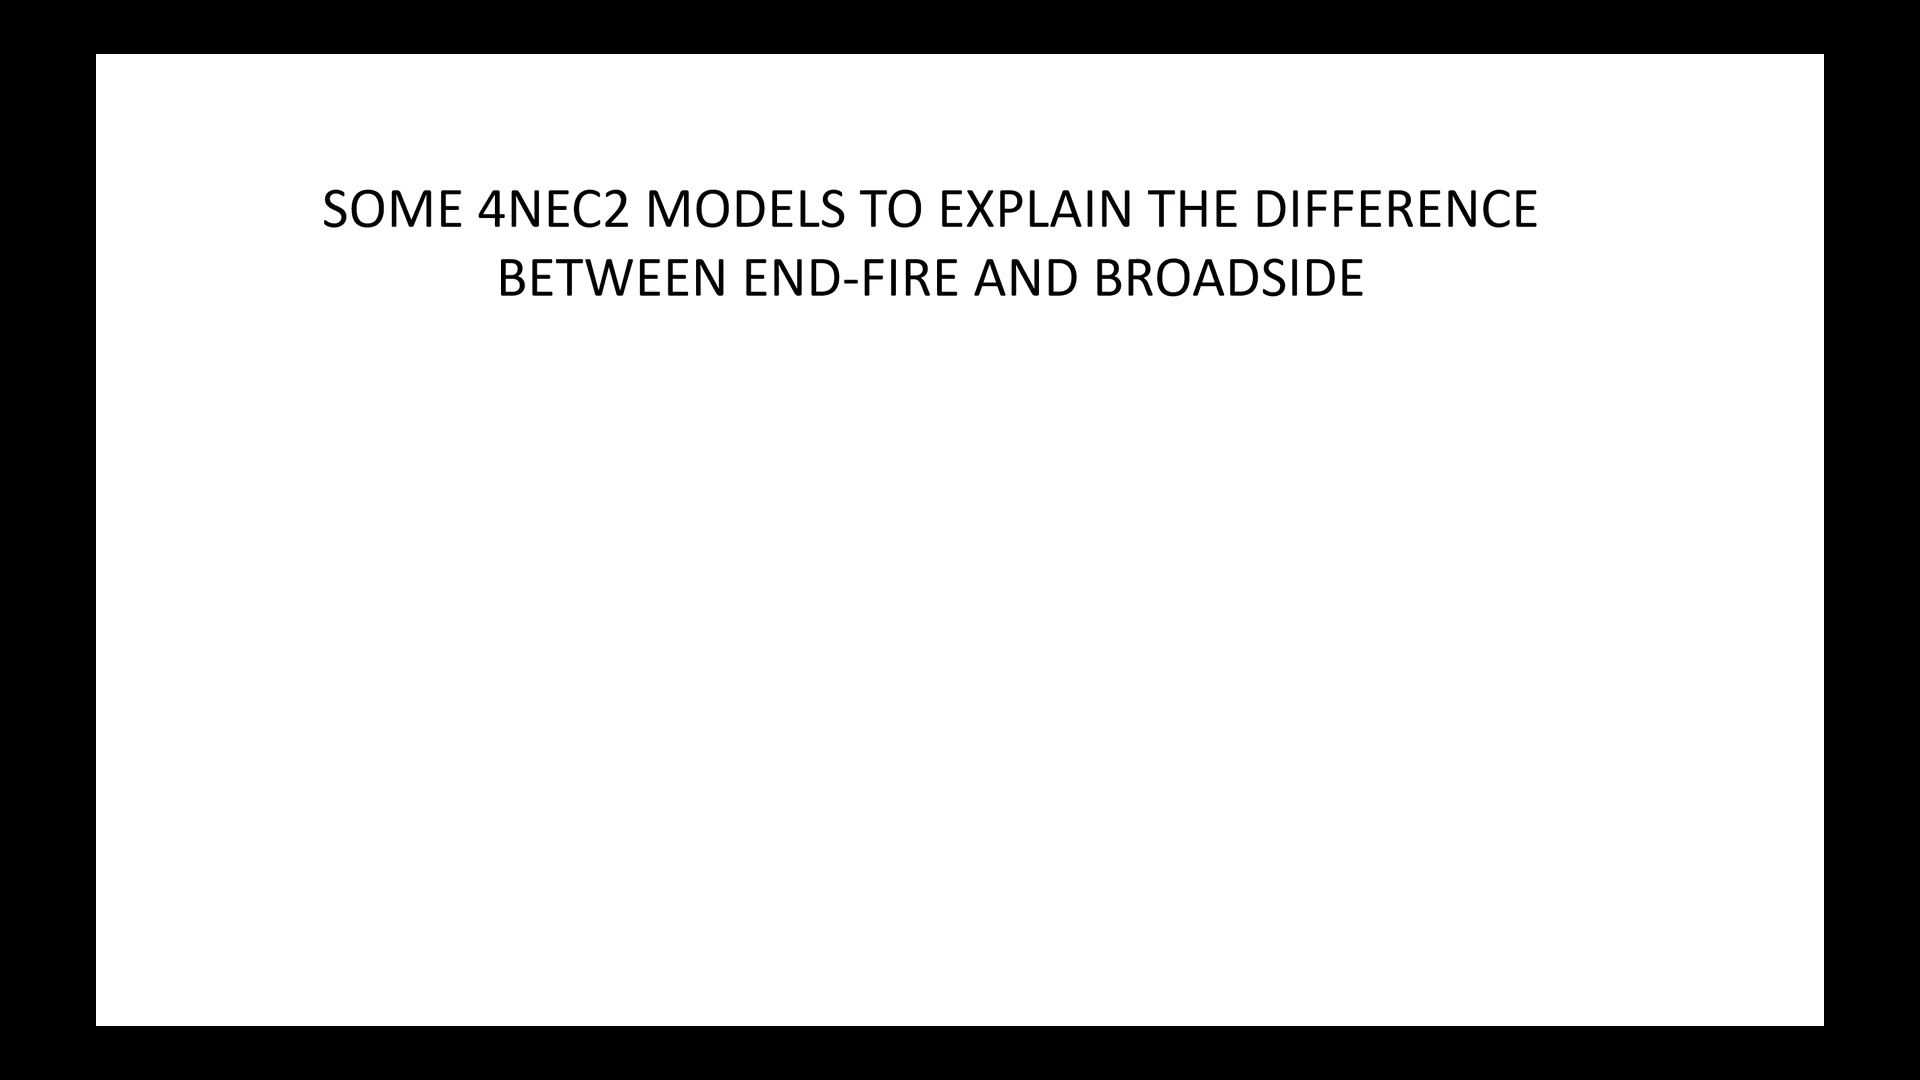 SOME 4NEC2 MODELS TO EXPLAIN THE DIFFERENCE
BETWEEN END-FIRE AND BROADSIDE